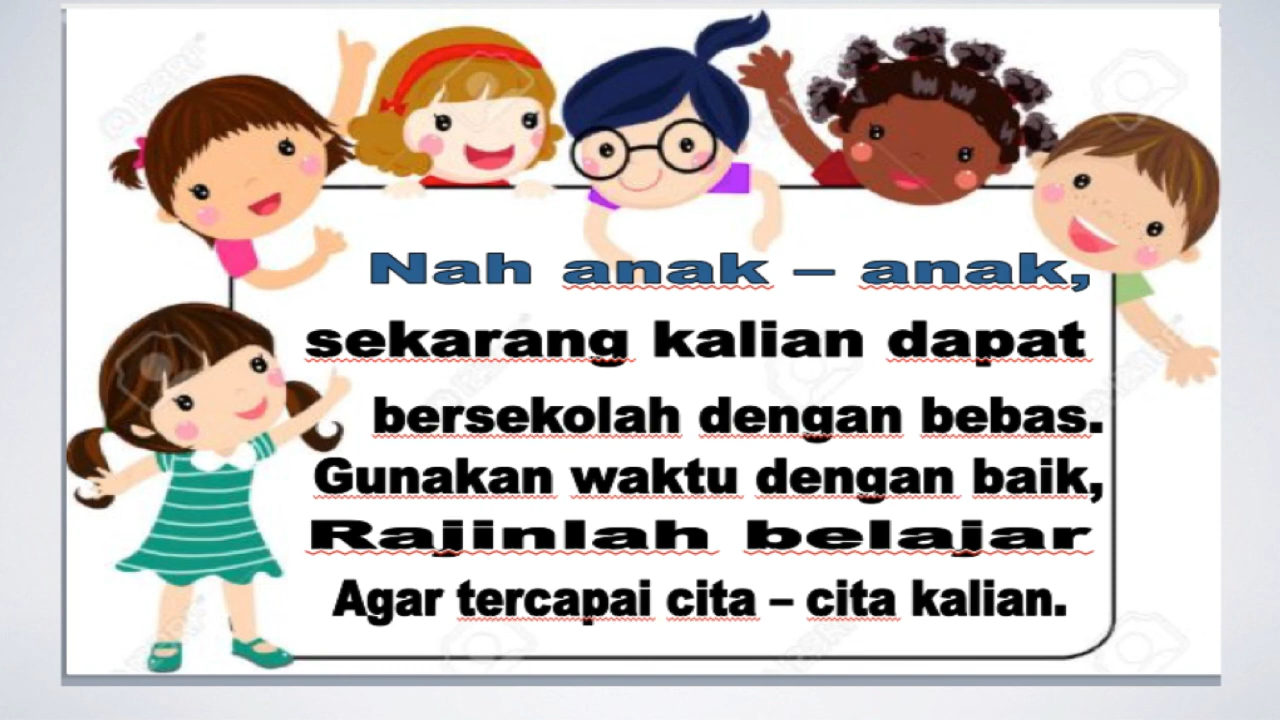 Nah anak – anak,
sekarang kalian dapat
bersekolah dengan bebas.
Gunakan waktu dengan baik,
Rajinlah belajar
Agar tercapai cita – cita kalian.